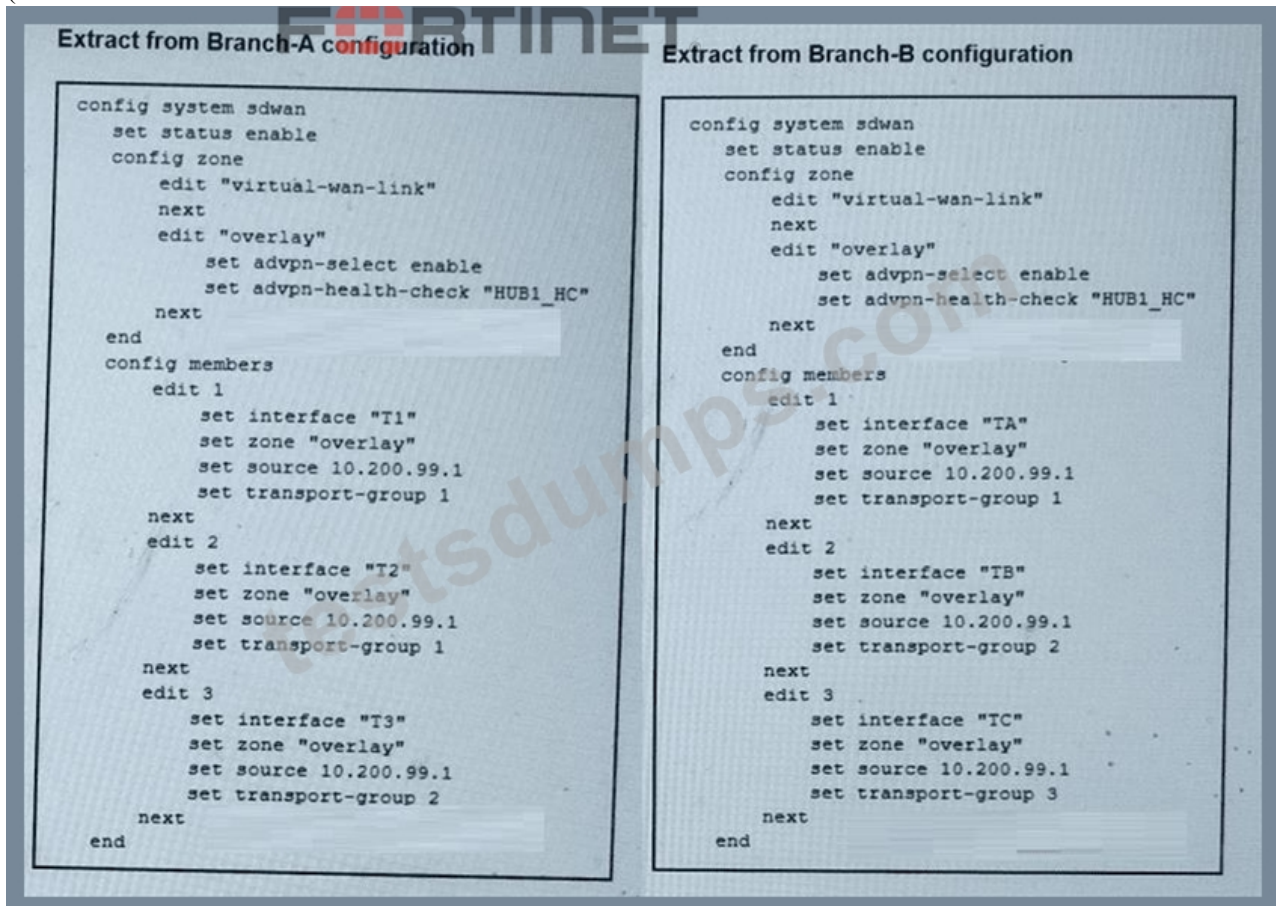 FORTINET
Extract from Branch-A configuration
config system sdwan
set status enable
config zone
edit "virtual-wan-link"
next
edit "overlay"
set advpn-select enable
set advpn-health-check "HUB1_HC"
next
end
config members
edit 1
set interface "T1"
set zone "overlay"
set source 10.200.99.1
set transport-group 1
next
edit 2
set interface "T2"
set zone "overlay"
set source 10.200.99.1
set transport-group 1
next
edit 3
set interface "T3"
set zone "overlay"
set source 10.200.99.1
set transport-group 2
next
end
Extract from Branch-B configuration
config system sdwan
set status enable
config zone
edit "virtual-wan-link"
next
edit "overlay"
set advpn-select enable
set advpn-health-check "HUB1_HC"
next
end
config members
edit 1
set interface "TA"
set zone "overlay"
set source 10.200.99.1
set transport-group 1
next
edit 2
set interface "TB"
set zone "overlay"
set source 10.200.99.1
set transport-group 2
next
edit 3
set interface "TC"
set zone "overlay"
set source 10.200.99.1
set transport-group 3
next
end
testsdumps.com